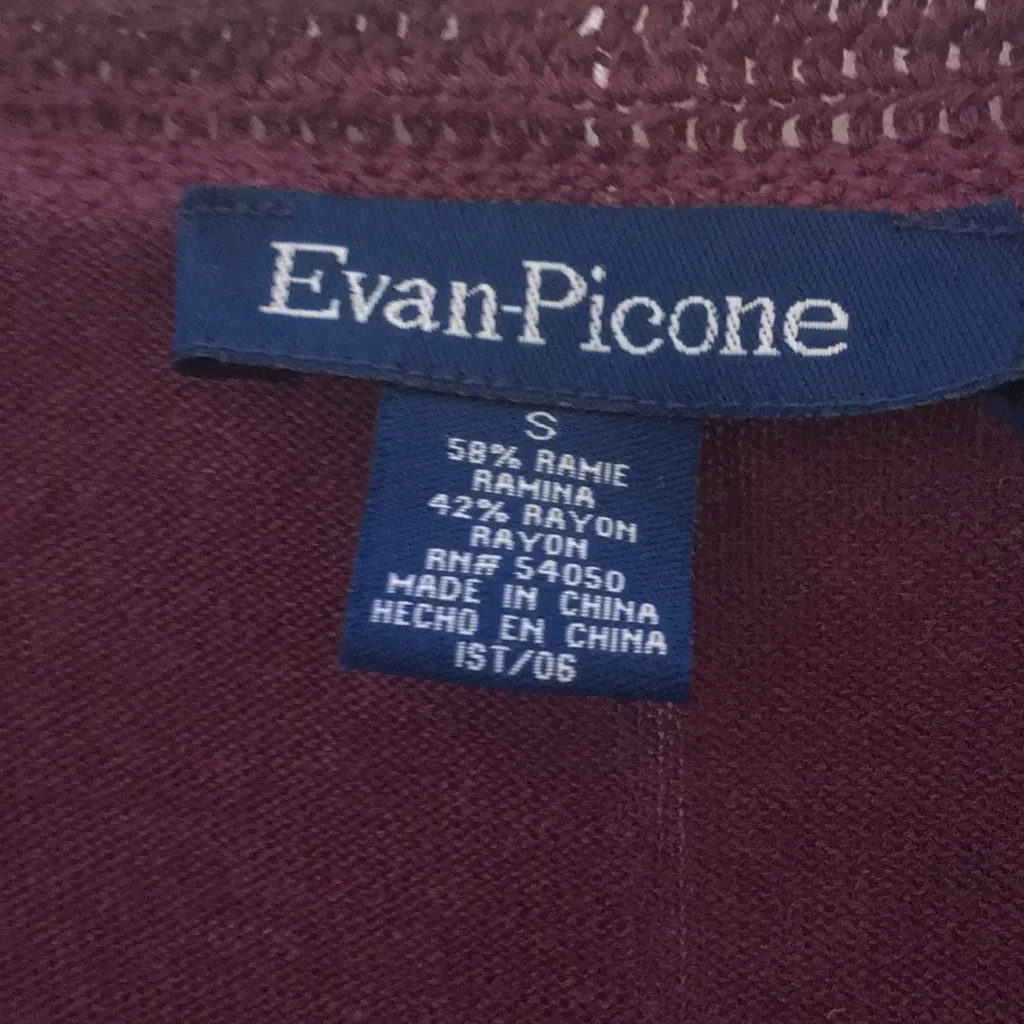 Evan-Picone
S
58% RAMIE
RAMINA
42% RAYON
RAYON
RN# 54050
MADE IN CHINA
HECHO EN CHINA
IST/06